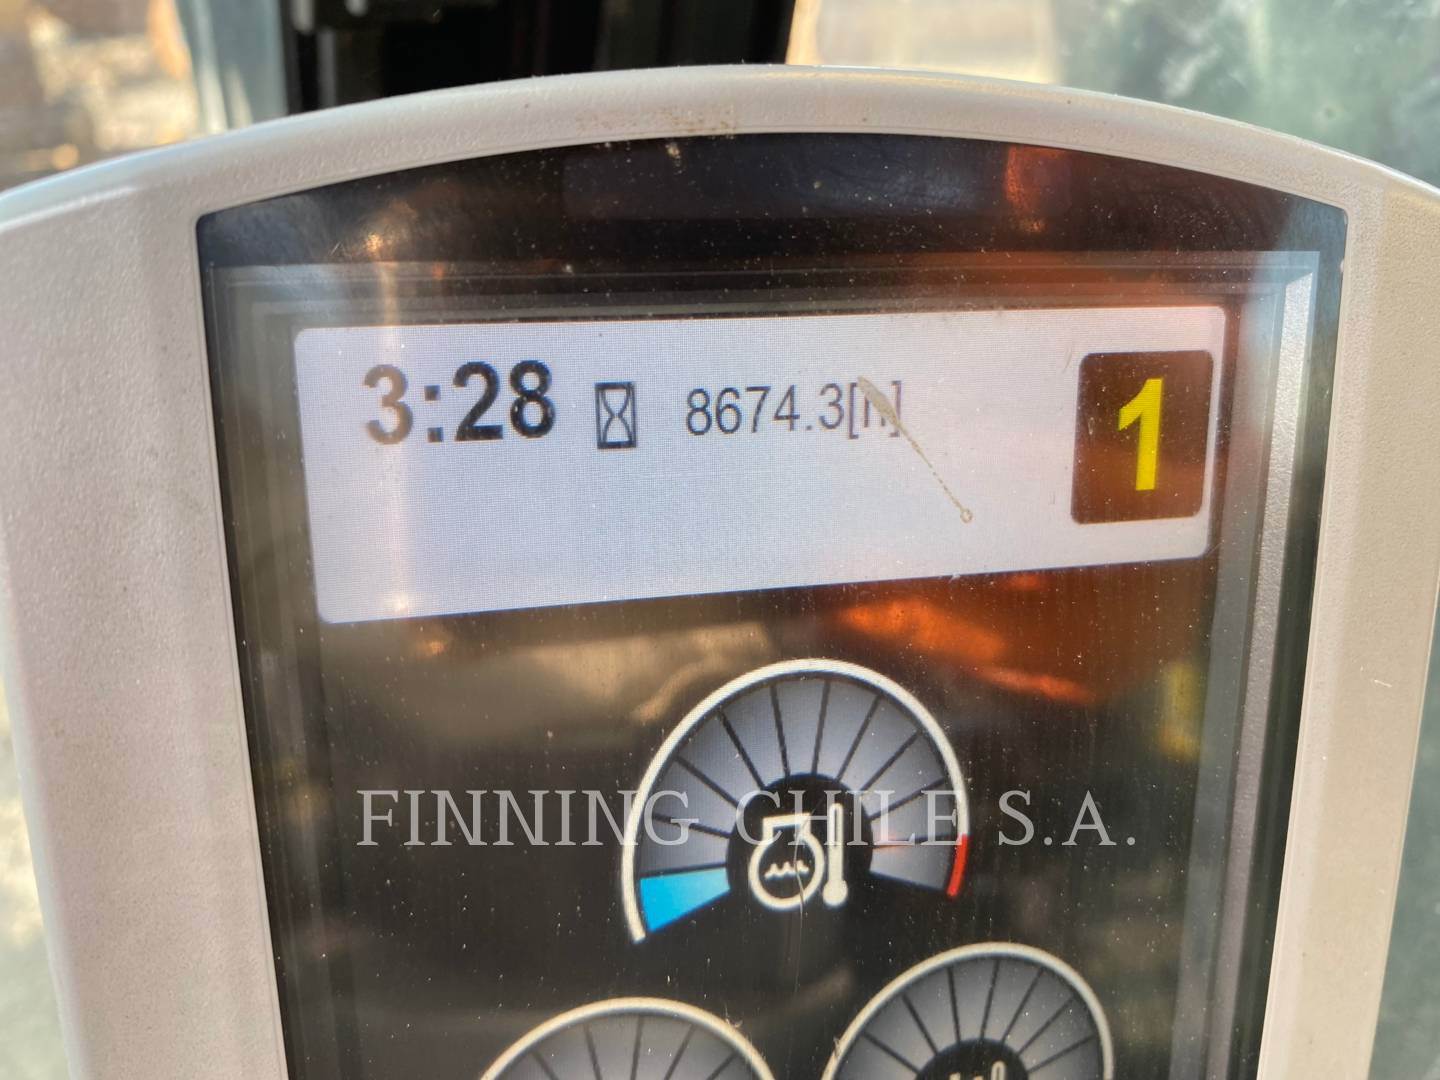 3:28 8674.3[h] 1
FINNING CHILE S.A.